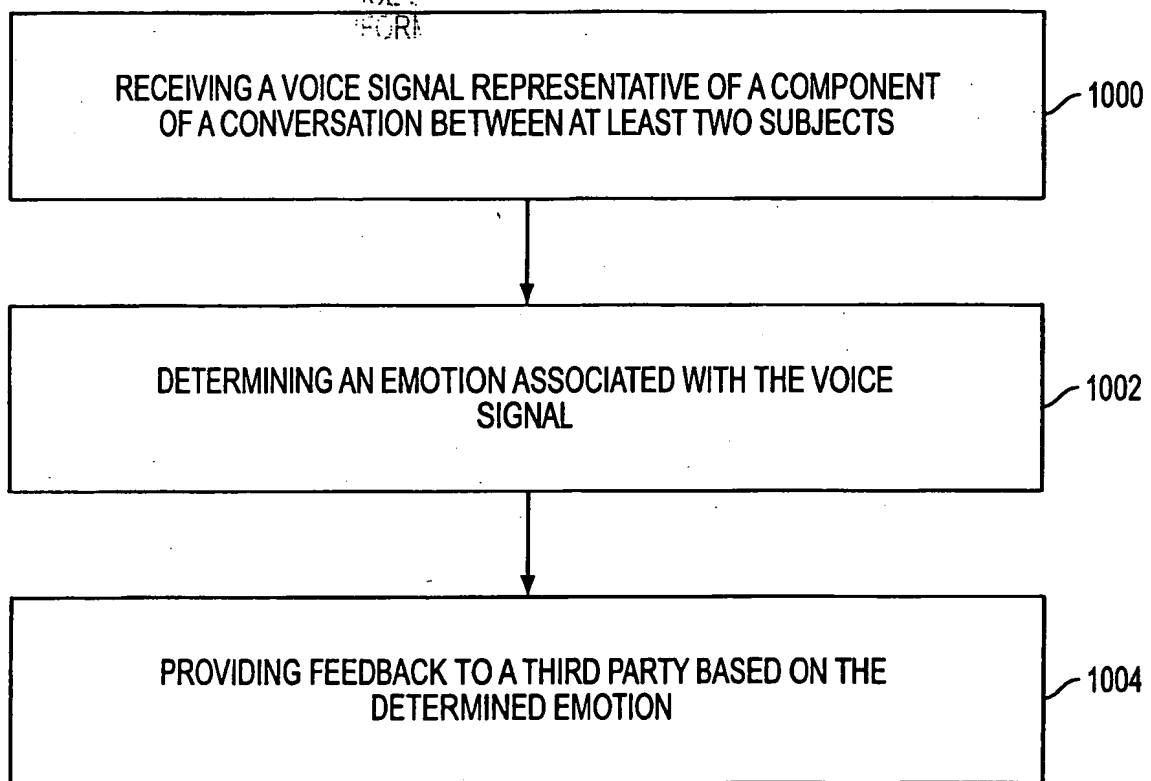 RECEIVING A VOICE SIGNAL REPRESENTATIVE OF A COMPONENT
OF A CONVERSATION BETWEEN AT LEAST TWO SUBJECTS
1000
DETERMINING AN EMOTION ASSOCIATED WITH THE VOICE
SIGNAL
1002
PROVIDING FEEDBACK TO A THIRD PARTY BASED ON THE
DETERMINED EMOTION
1004